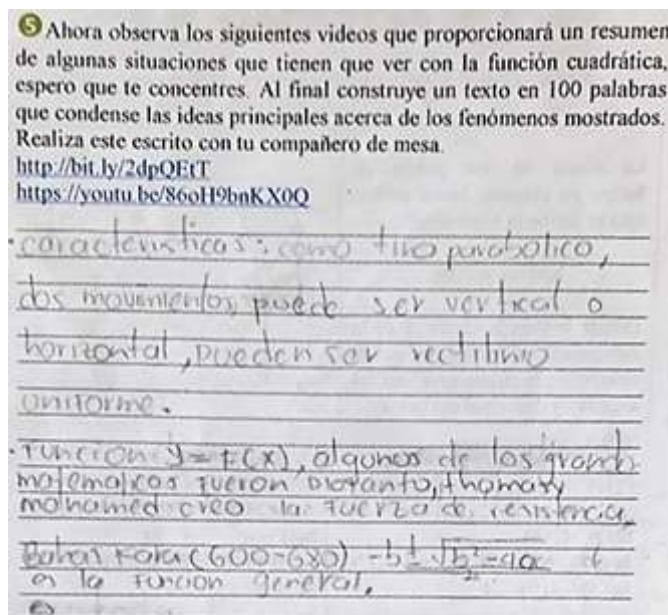 5 Ahora observa los siguientes videos que proporcionará un resumen
de algunas situaciones que tienen que ver con la función cuadrática,
espero que te concentres. Al final construye un texto en 100 palabras
que condense las ideas principales acerca de los fenómenos mostrados.
Realiza este escrito con tu compañero de mesa.
http://bit.ly/2dpQEtT
https://youtu.be/86oH9bnKX0Q
. características: como tiro parabolico,
dos movimientos puede ser vertical o
horizontal, pueden ser rectilinio
uniforme.
. Funcion y=f(x), algunos de los grandes
matematicos fueron Diofanto, thomas y
mohamed creo la fuerza de resistencia,
(600-680) -b±√b²-4ac
es la funcion general,